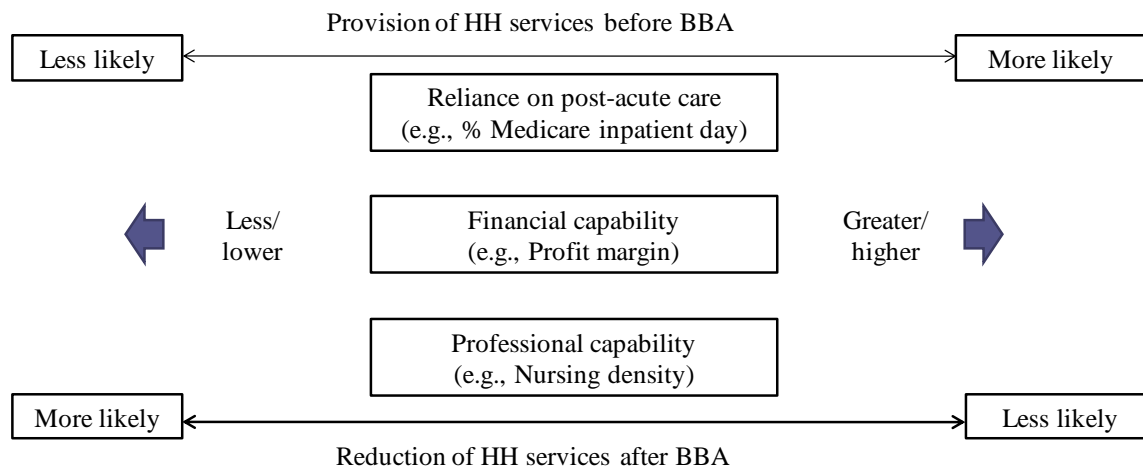 Provision of HH services before BBA
Less likely
More likely
Reliance on post-acute care
(e.g., % Medicare inpatient day)
Less/
lower
Financial capability
(e.g., Profit margin)
Greater/
higher
Professional capability
(e.g., Nursing density)
More likely
Less likely
Reduction of HH services after BBA